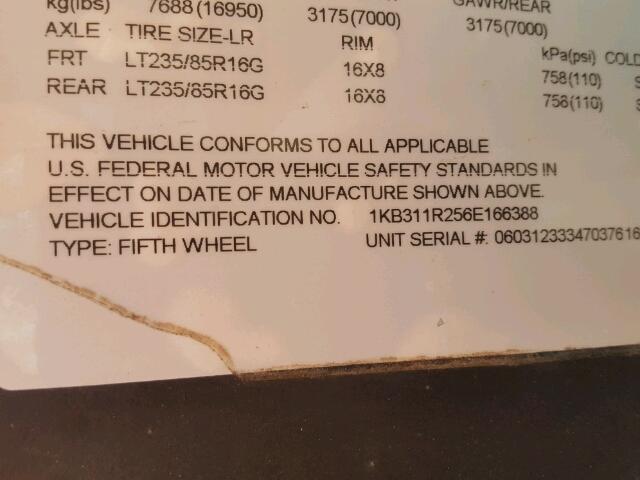 kg(lbs) 7688(16950) 3175(7000) GAWR/REAR 3175(7000)
AXLE TIRE SIZE-LR RIM kPa(psi) COLD
FRT LT235/85R16G 16X8 758(110)
REAR LT235/85R16G 16X8 758(110)
THIS VEHICLE CONFORMS TO ALL APPLICABLE
U.S. FEDERAL MOTOR VEHICLE SAFETY STANDARDS IN
EFFECT ON DATE OF MANUFACTURE SHOWN ABOVE.
VEHICLE IDENTIFICATION NO. 1KB311R256E166388
TYPE: FIFTH WHEEL UNIT SERIAL #: 06031233347037616